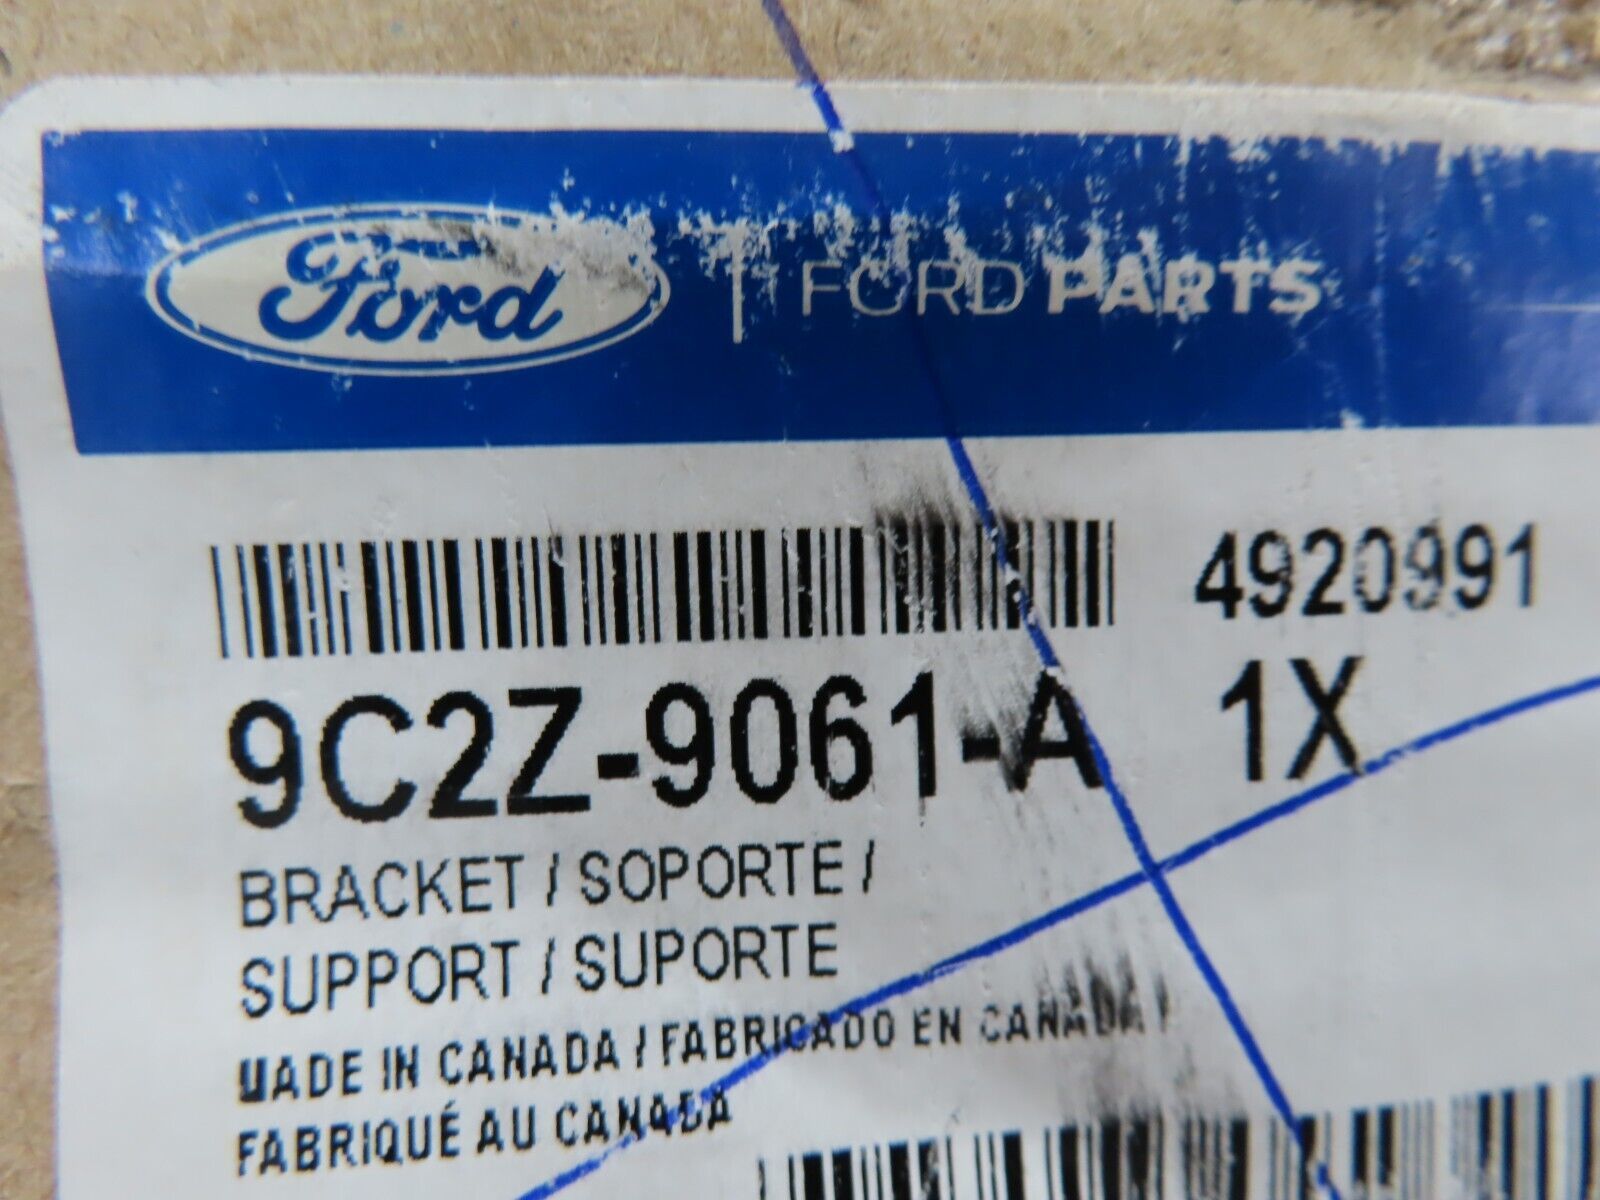 Ford | FORD PARTS
4920991
9C2Z-9061-A 1X
BRACKET / SOPORTE /
SUPPORT / SUPORTE
MADE IN CANADA / FABRICADO EN CANADA /
FABRIQUÉ AU CANADA